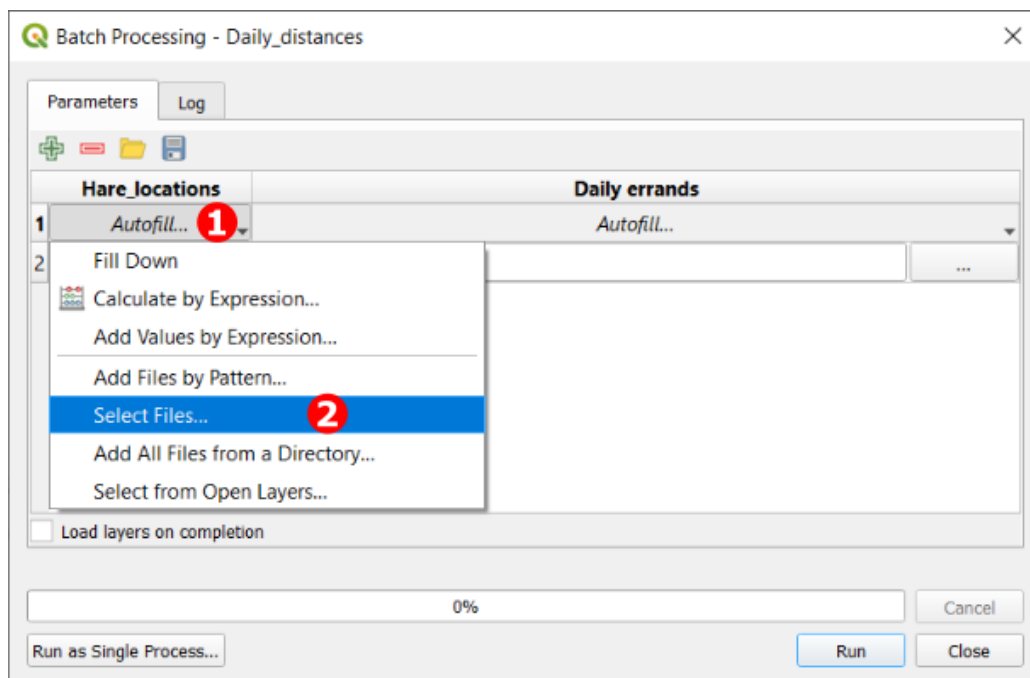 Batch Processing - Daily_distances
Parameters Log
Hare_locations Daily errands
1 Autofill... 1 Autofill...
2 Fill Down ...
Calculate by Expression...
Add Values by Expression...
Add Files by Pattern...
Select Files... 2
Add All Files from a Directory...
Select from Open Layers...
Load layers on completion
0% Cancel
Run as Single Process... Run Close